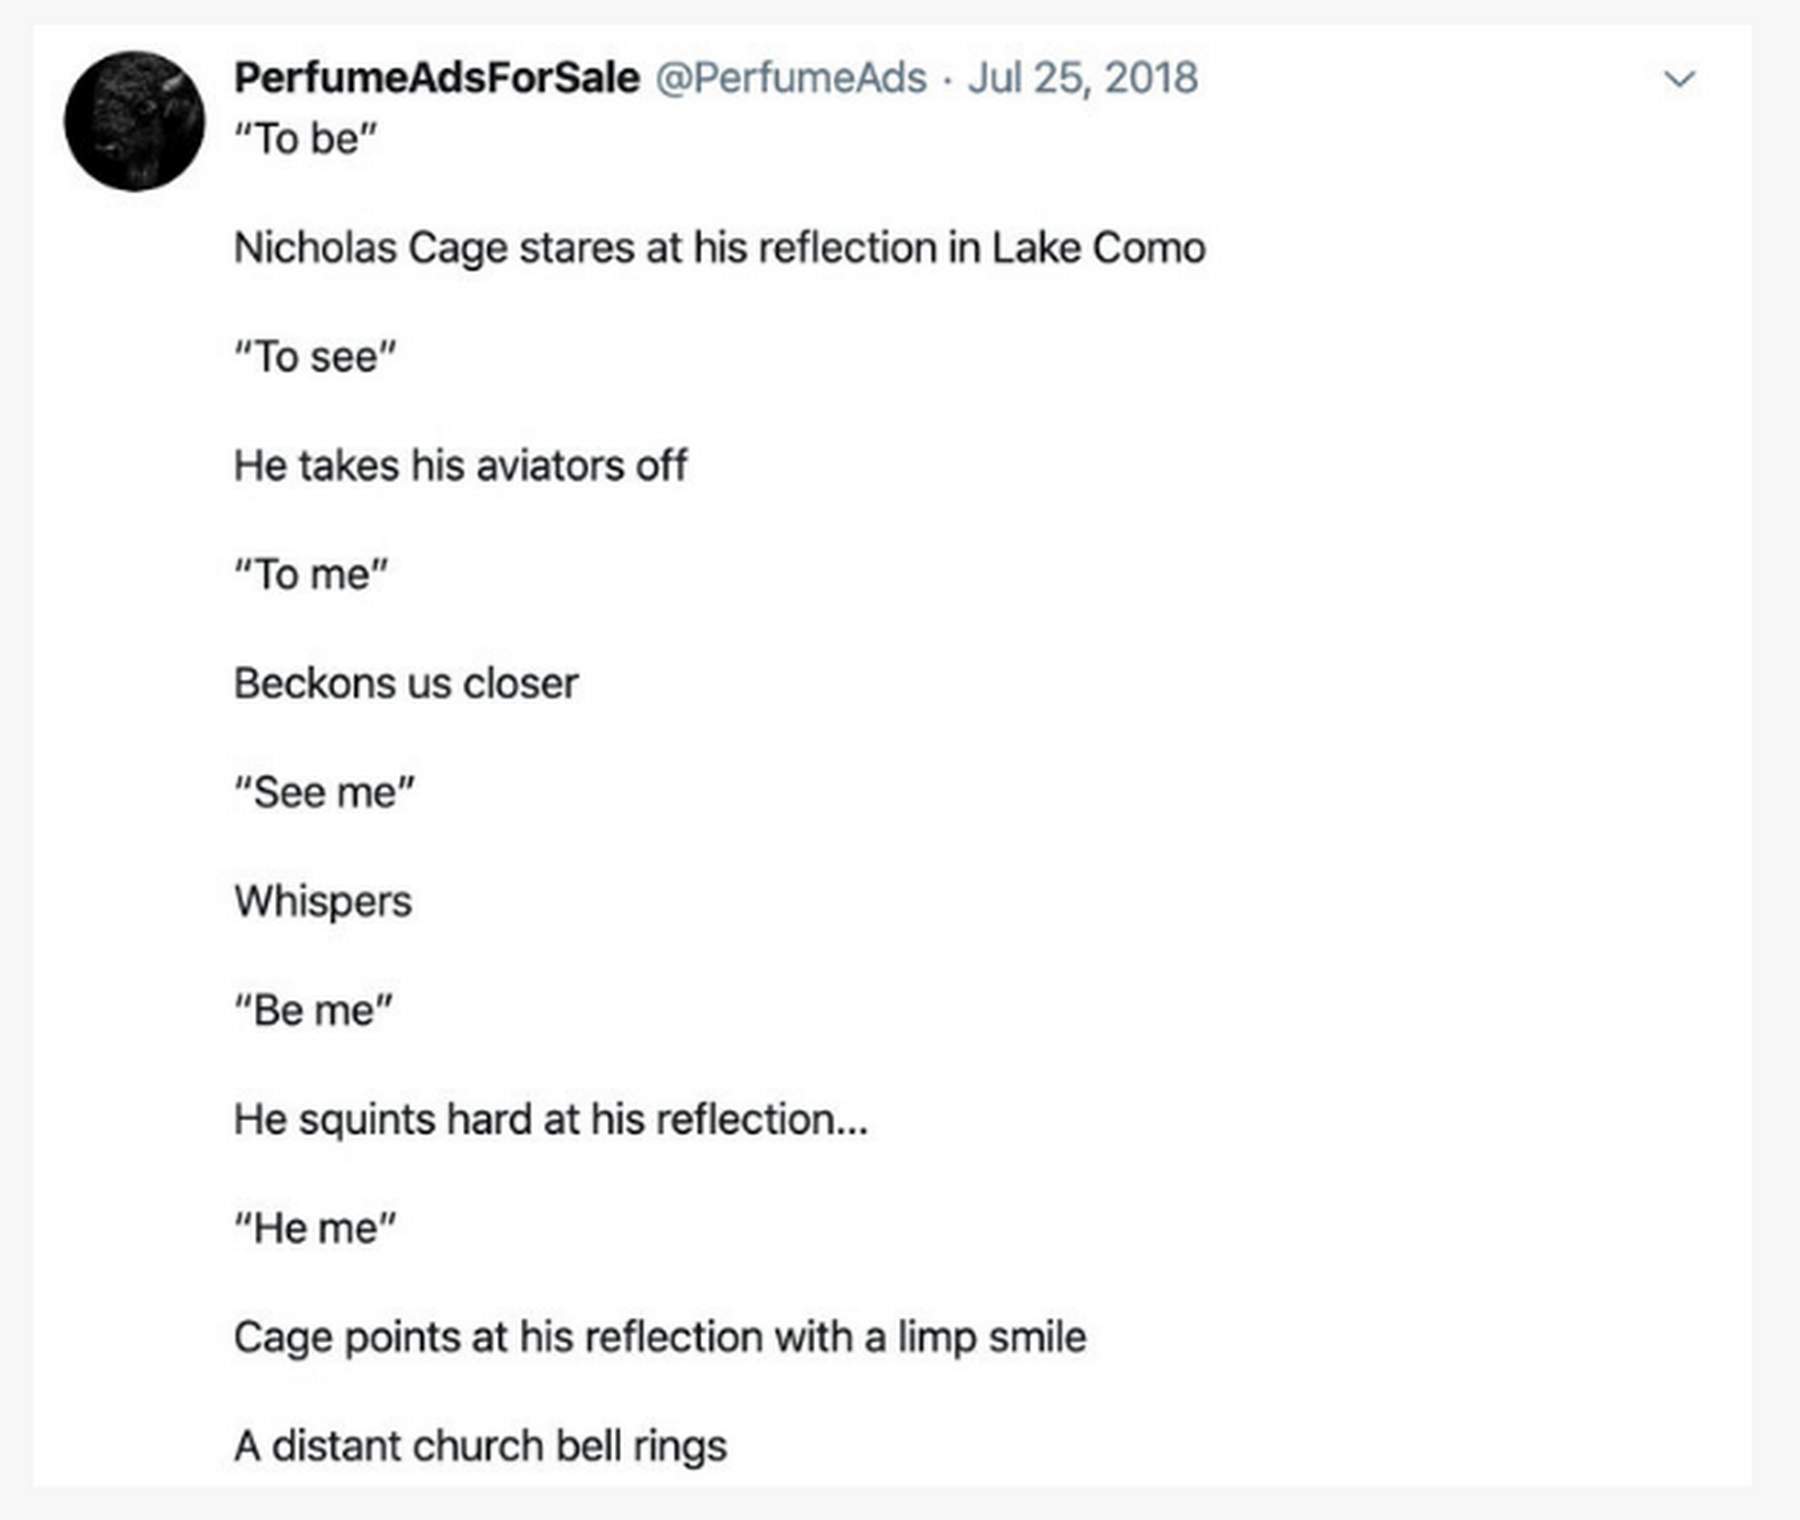 PerfumeAdsForSale @PerfumeAds · Jul 25, 2018
“To be”
Nicholas Cage stares at his reflection in Lake Como
“To see”
He takes his aviators off
“To me”
Beckons us closer
“See me”
Whispers
“Be me”
He squints hard at his reflection...
“He me”
Cage points at his reflection with a limp smile
A distant church bell rings